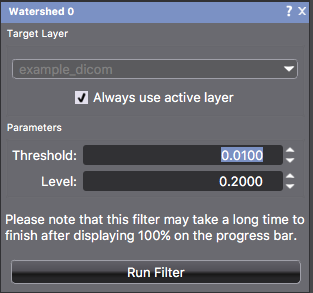 Watershed 0 ? X
Target Layer
example_dicom
Always use active layer
Parameters
Threshold: 0.0100
Level: 0.2000
Please note that this filter may take a long time to
finish after displaying 100% on the progress bar.
Run Filter